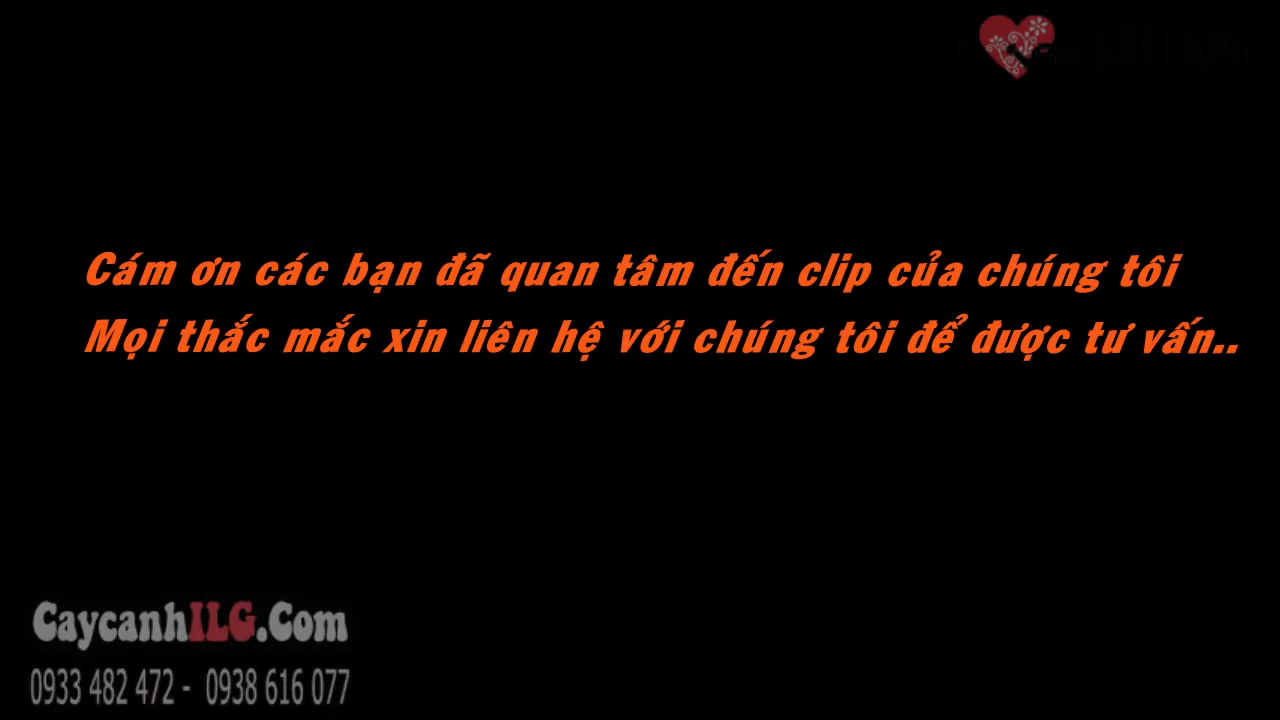 Cám ơn các bạn đã quan tâm đến clip của chúng tôi
Mọi thắc mắc xin liên hệ với chúng tôi để được tư vấn..
CaycanhILG.Com
0933 482 472 - 0938 616 077